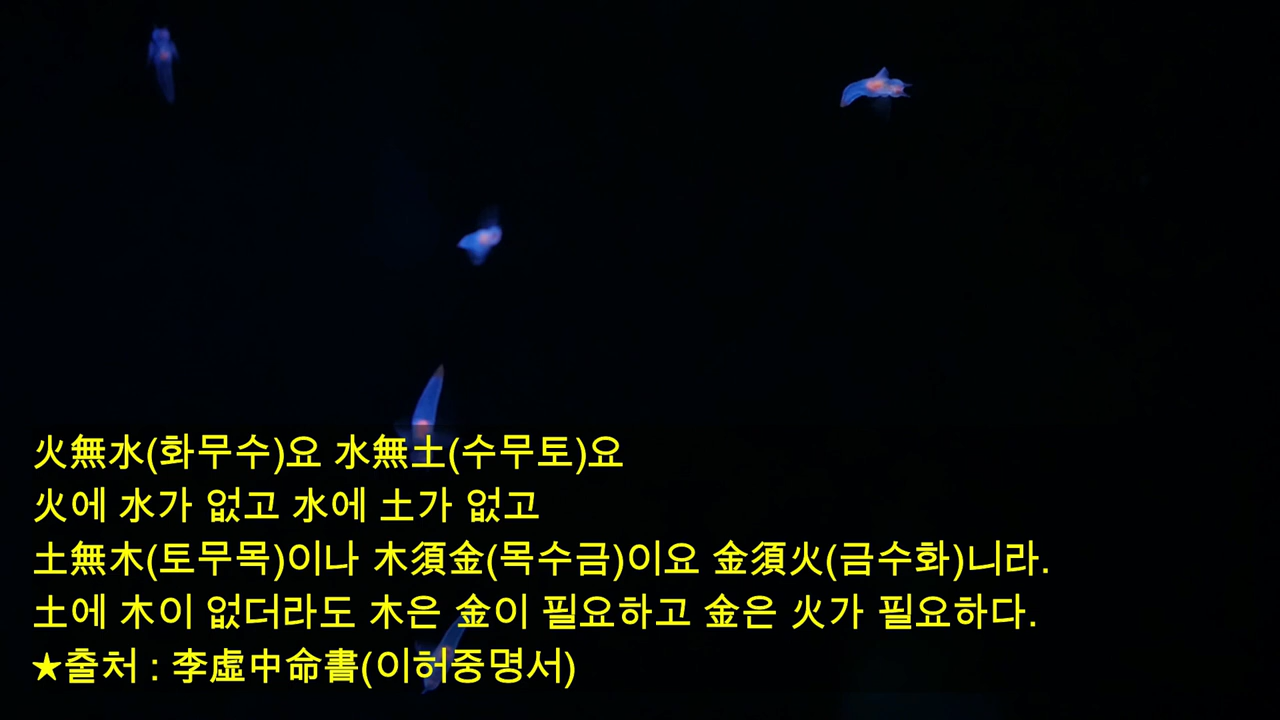 火無水(화무수)요 水無土(수무토)요
火에 水가 없고 水에 土가 없고
土無木(토무목)이나 木須金(목수금)이요 金須火(금수화)니라.
土에 木이 없더라도 木은 金이 필요하고 金은 火가 필요하다.
★출처 : 李虛中命書(이허중명서)